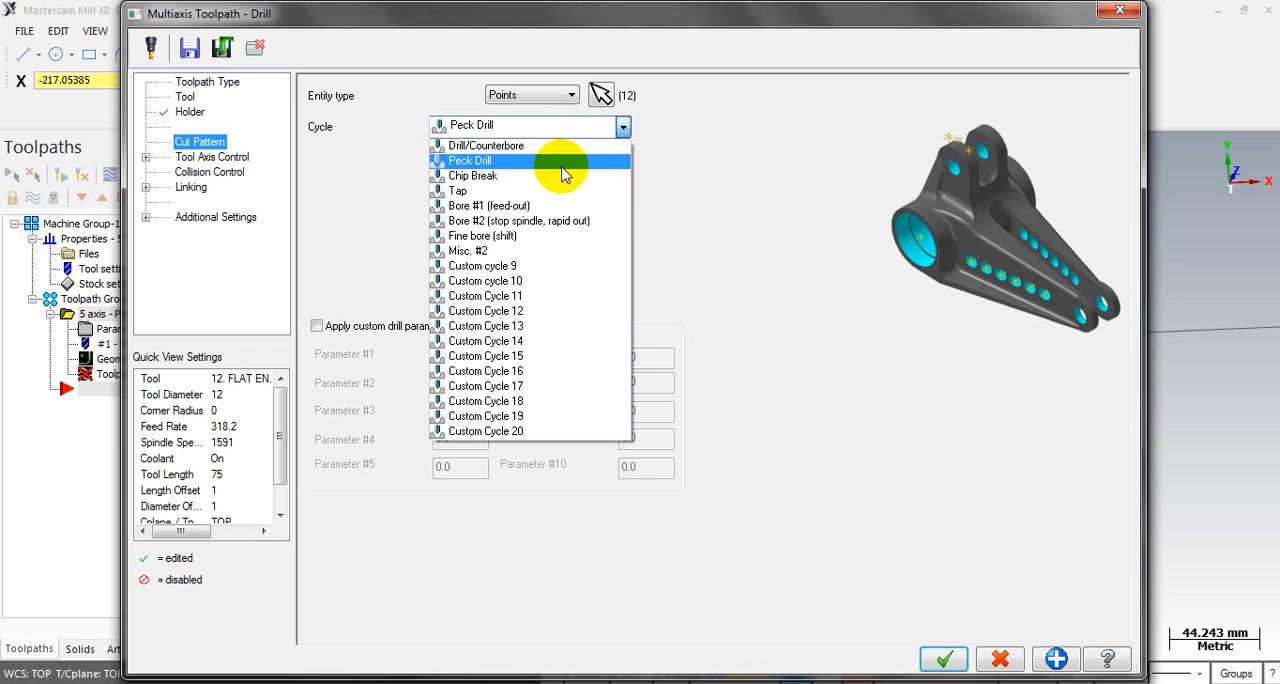 Mastercam Mill X8
Multiaxis Toolpath - Drill
FILE EDIT VIEW
X -217.05385
Toolpaths
Machine Group-1
Properties - 5
Files
Tool setti
Stock set
Toolpath Gro
5 axis - P
Param
#1 -
Geom
Toolp
Toolpath Type
Tool
Holder
Cut Pattern
Tool Axis Control
Collision Control
Linking
Additional Settings
Quick View Settings
Tool 12. FLAT EN.
Tool Diameter 12
Corner Radius 0
Feed Rate 318.2
Spindle Spe... 1591
Coolant On
Tool Length 75
Length Offset 1
Diameter Of... 1
Cplane / Tp... TOP
= edited
= disabled
Entity type Points (12)
Cycle Peck Drill
Drill/Counterbore
Peck Drill
Chip Break
Tap
Bore #1 (feed-out)
Bore #2 (stop spindle, rapid out)
Fine bore (shift)
Misc. #2
Custom cycle 9
Custom cycle 10
Custom Cycle 11
Custom Cycle 12
Custom Cycle 13
Custom Cycle 14
Custom Cycle 15
Custom Cycle 16
Custom Cycle 17
Custom Cycle 18
Custom Cycle 19
Custom Cycle 20
Apply custom drill param
Parameter #1
Parameter #2
Parameter #3
Parameter #4
Parameter #5 0.0 Parameter #10 0.0
Y
Z
X
T
44.243 mm
Metric
Toolpaths Solids Art
WCS: TOP T/Cplane: TO
Groups ?